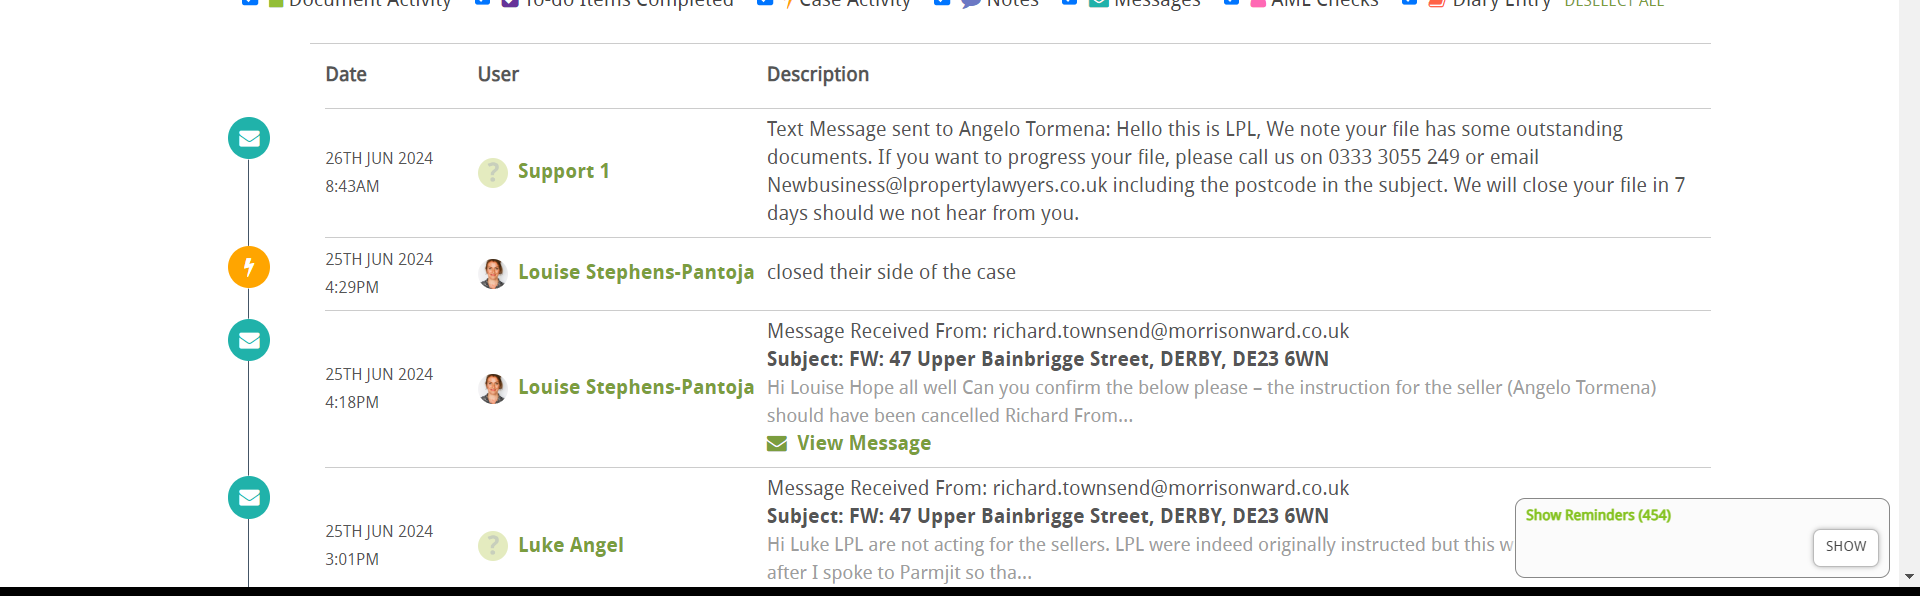 Document Activity To-do Items Completed Case Activity Notes Messages AML Checks Diary Entry DESELECT ALL
Date User Description
Text Message sent to Angelo Tormena: Hello this is LPL, We note your file has some outstanding
documents. If you want to progress your file, please call us on 0333 3055 249 or email
Newbusiness@lpropertylawyers.co.uk including the postcode in the subject. We will close your file in 7
days should we not hear from you.
26TH JUN 2024
8:43AM
Support 1
25TH JUN 2024
4:29PM
Louise Stephens-Pantoja closed their side of the case
Message Received From: richard.townsend@morrisonward.co.uk
Subject: FW: 47 Upper Bainbrigge Street, DERBY, DE23 6WN
25TH JUN 2024
4:18PM
Louise Stephens-Pantoja
Hi Louise Hope all well Can you confirm the below please – the instruction for the seller (Angelo Tormena)
should have been cancelled Richard From...
View Message
Message Received From: richard.townsend@morrisonward.co.uk
Subject: FW: 47 Upper Bainbrigge Street, DERBY, DE23 6WN
25TH JUN 2024
3:01PM
Luke Angel
Hi Luke LPL are not acting for the sellers. LPL were indeed originally instructed but this
after I spoke to Parmjit so tha...
Show Reminders (454)
SHOW